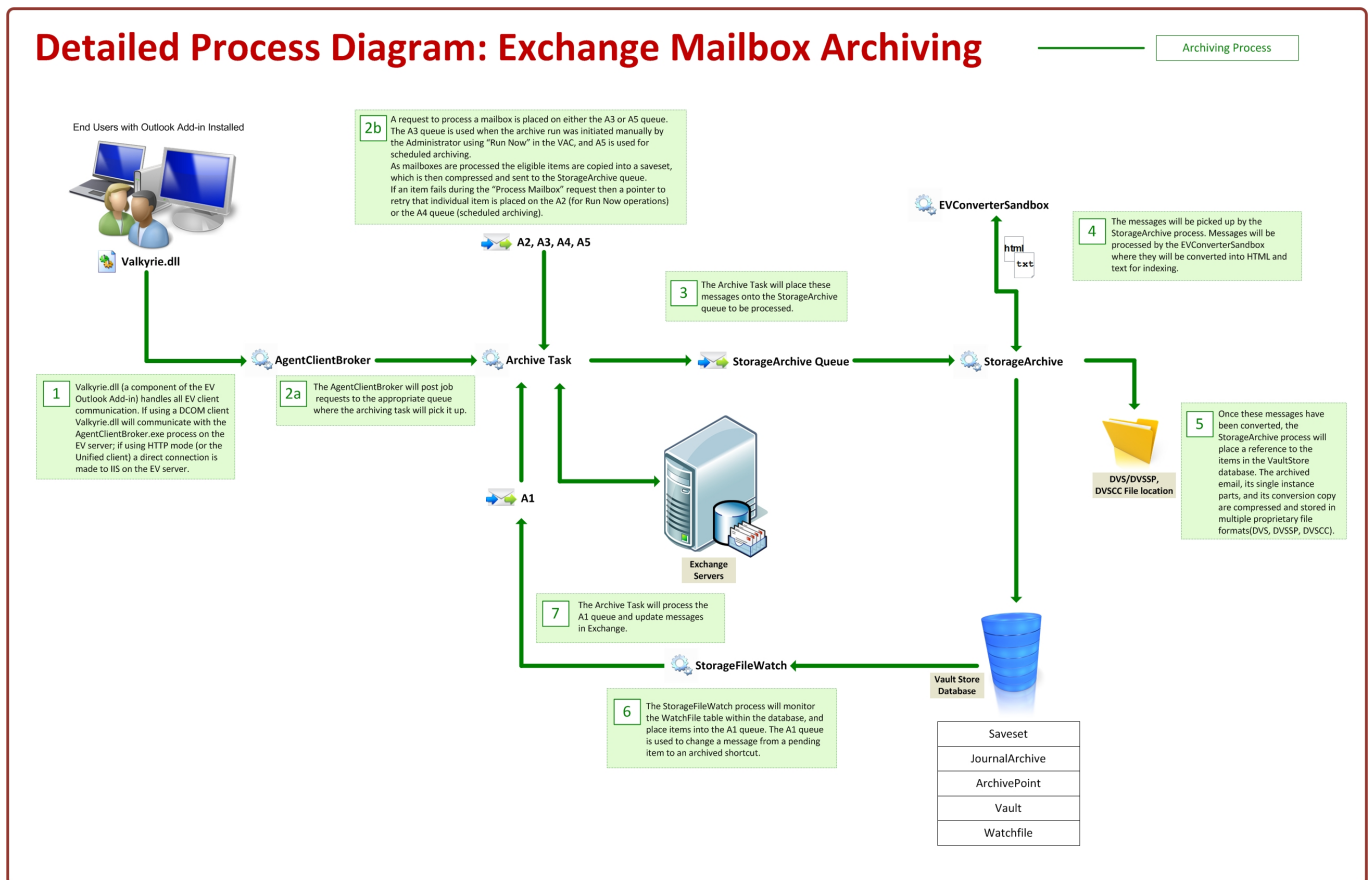 Detailed Process Diagram: Exchange Mailbox Archiving
Archiving Process
End Users with Outlook Add-in Installed
Valkyrie.dll
2b
A request to process a mailbox is placed on either the A3 or A5 queue.
The A3 queue is used when the archive run was initiated manually by
the Administrator using “Run Now” in the VAC, and A5 is used for
scheduled archiving.
As mailboxes are processed the eligible items are copied into a saveset,
which is then compressed and sent to the StorageArchive queue.
If an item fails during the “Process Mailbox” request then a pointer to
retry that individual item is placed on the A2 (for Run Now operations)
or the A4 queue (scheduled archiving).
A2, A3, A4, A5
EVConverterSandbox
html
txt
4
The messages will be picked up by the
StorageArchive process. Messages will be
processed by the EVConverterSandbox
where they will be converted into HTML and
text for indexing.
3
The Archive Task will place these
messages onto the StorageArchive
queue to be processed.
AgentClientBroker
Archive Task
StorageArchive Queue
StorageArchive
1
Valkyrie.dll (a component of the EV
Outlook Add-in) handles all EV client
communication. If using a DCOM client
Valkyrie.dll will communicate with the
AgentClientBroker.exe process on the
EV server; if using HTTP mode (or the
Unified client) a direct connection is
made to IIS on the EV server.
2a
The AgentClientBroker will post job
requests to the appropriate queue
where the archiving task will pick it up.
DVS/DVSSP,
DVSCC File location
5
Once these messages have
been converted, the
StorageArchive process will
place a reference to the
items in the VaultStore
database. The archived
email, its single instance
parts, and its conversion copy
are compressed and stored in
multiple proprietary file
formats(DVS, DVSSP, DVSCC).
A1
Exchange
Servers
7
The Archive Task will process the
A1 queue and update messages
in Exchange.
StorageFileWatch
Vault Store
Database
6
The StorageFileWatch process will monitor
the WatchFile table within the database, and
place items into the A1 queue. The A1 queue
is used to change a message from a pending
item to an archived shortcut.
Saveset
JournalArchive
ArchivePoint
Vault
Watchfile